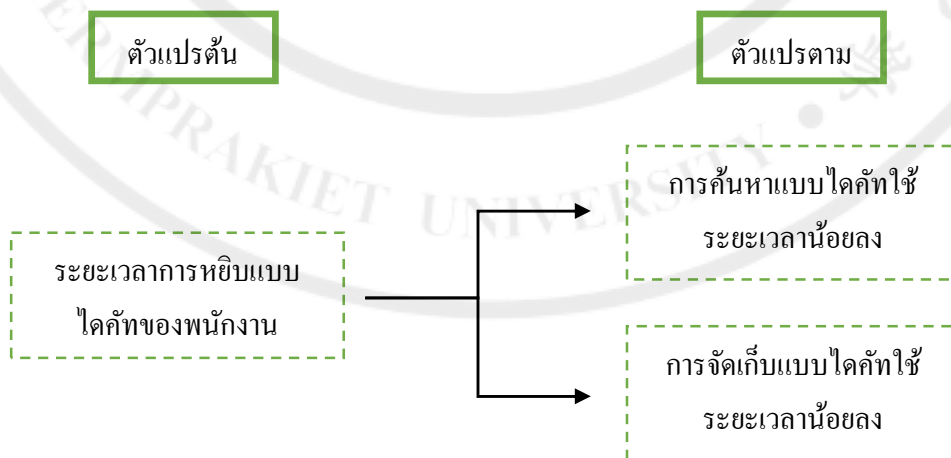 ตัวแปรต้น
ตัวแปรตาม
ระยะเวลาการหยิบแบบ
ไดคัทของพนักงาน
การค้นหาแบบไดคัทใช้
ระยะเวลาน้อยลง
การจัดเก็บแบบไดคัทใช้
ระยะเวลาน้อยลง
ERMPRAKIET UNIVERSITY •